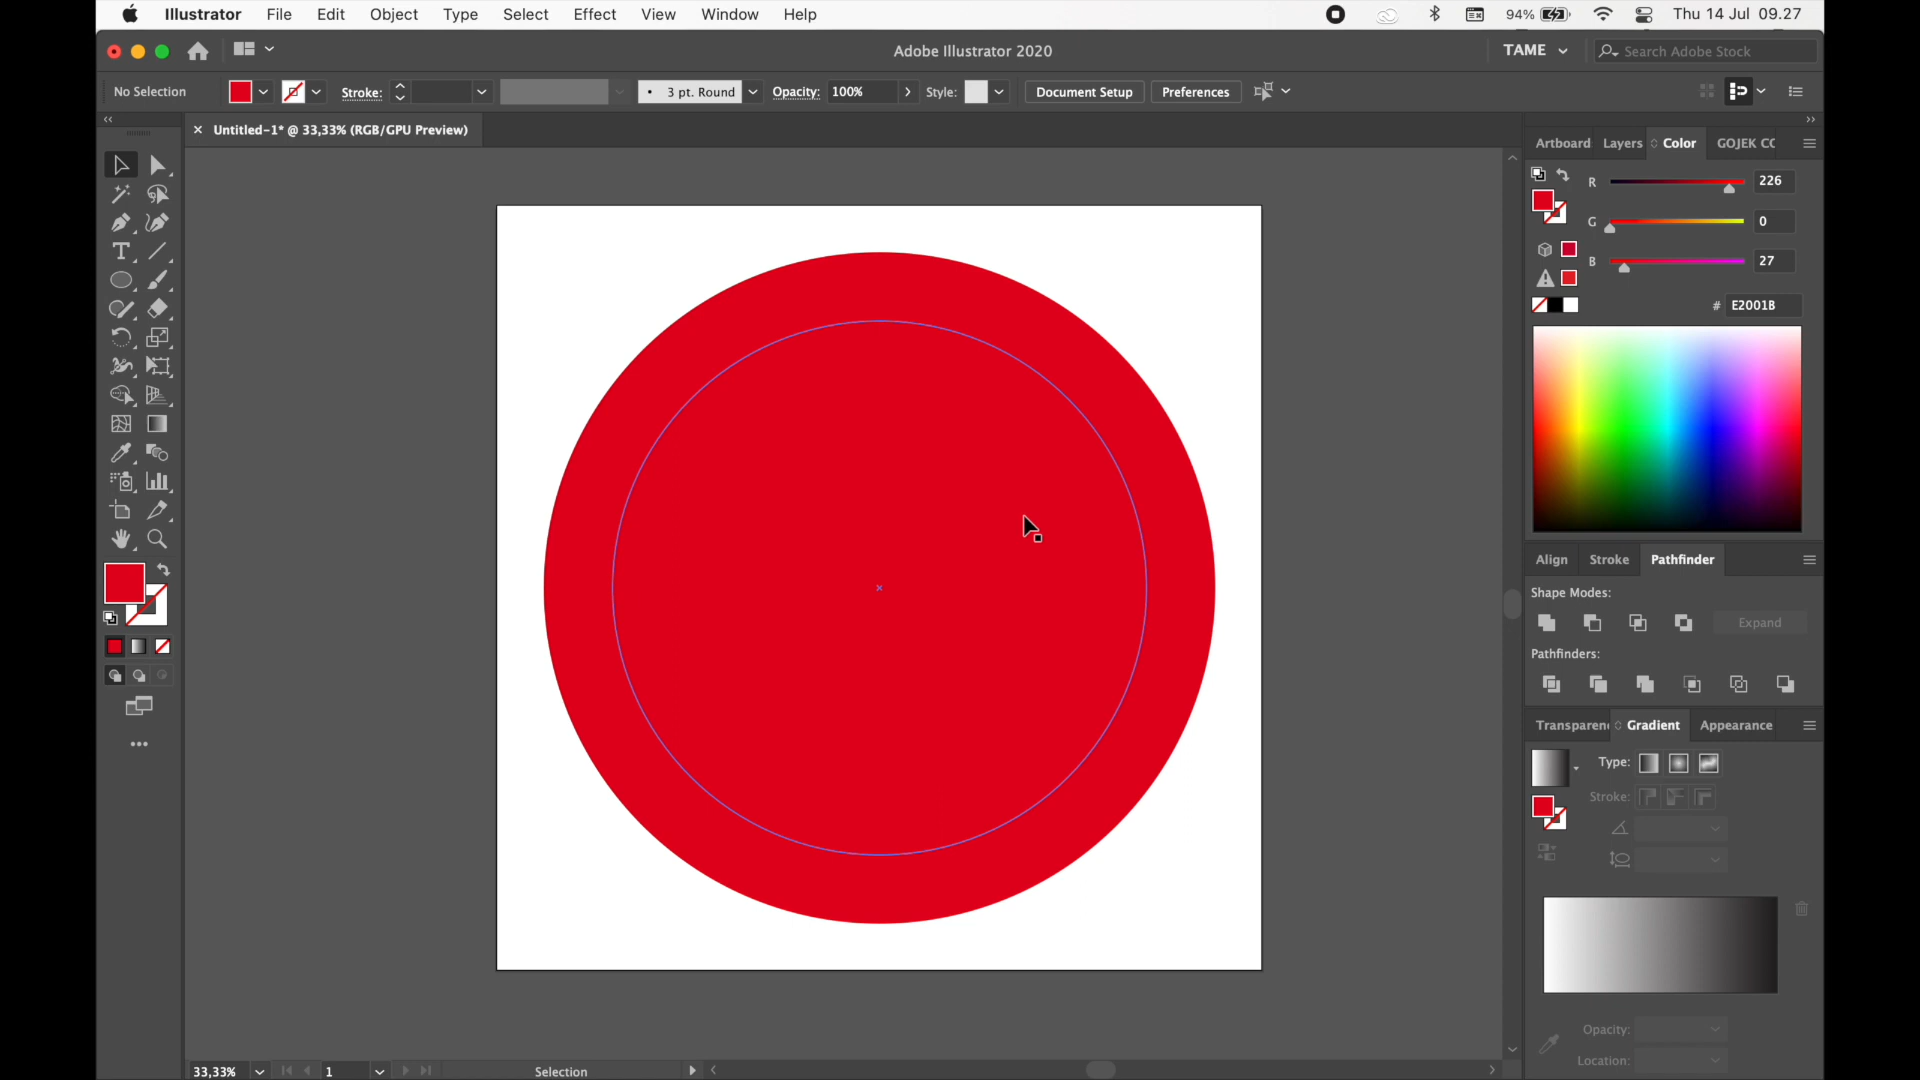 Illustrator File Edit Object Type Select Effect View Window Help 94% Thu 14 Jul 09.27
Adobe Illustrator 2020 TAME Search Adobe Stock
No Selection Stroke: 3 pt. Round Opacity: 100% Style: Document Setup Preferences
× Untitled-1* @ 33,33% (RGB/GPU Preview)
Artboard Layers Color GOJEK CC
R 226
G 0
B 27
# E2001B
Align Stroke Pathfinder
Shape Modes:
Expand
Pathfinders:
Transparen Gradient Appearance
Type:
Stroke:
Opacity:
Location:
33,33% 1 Selection